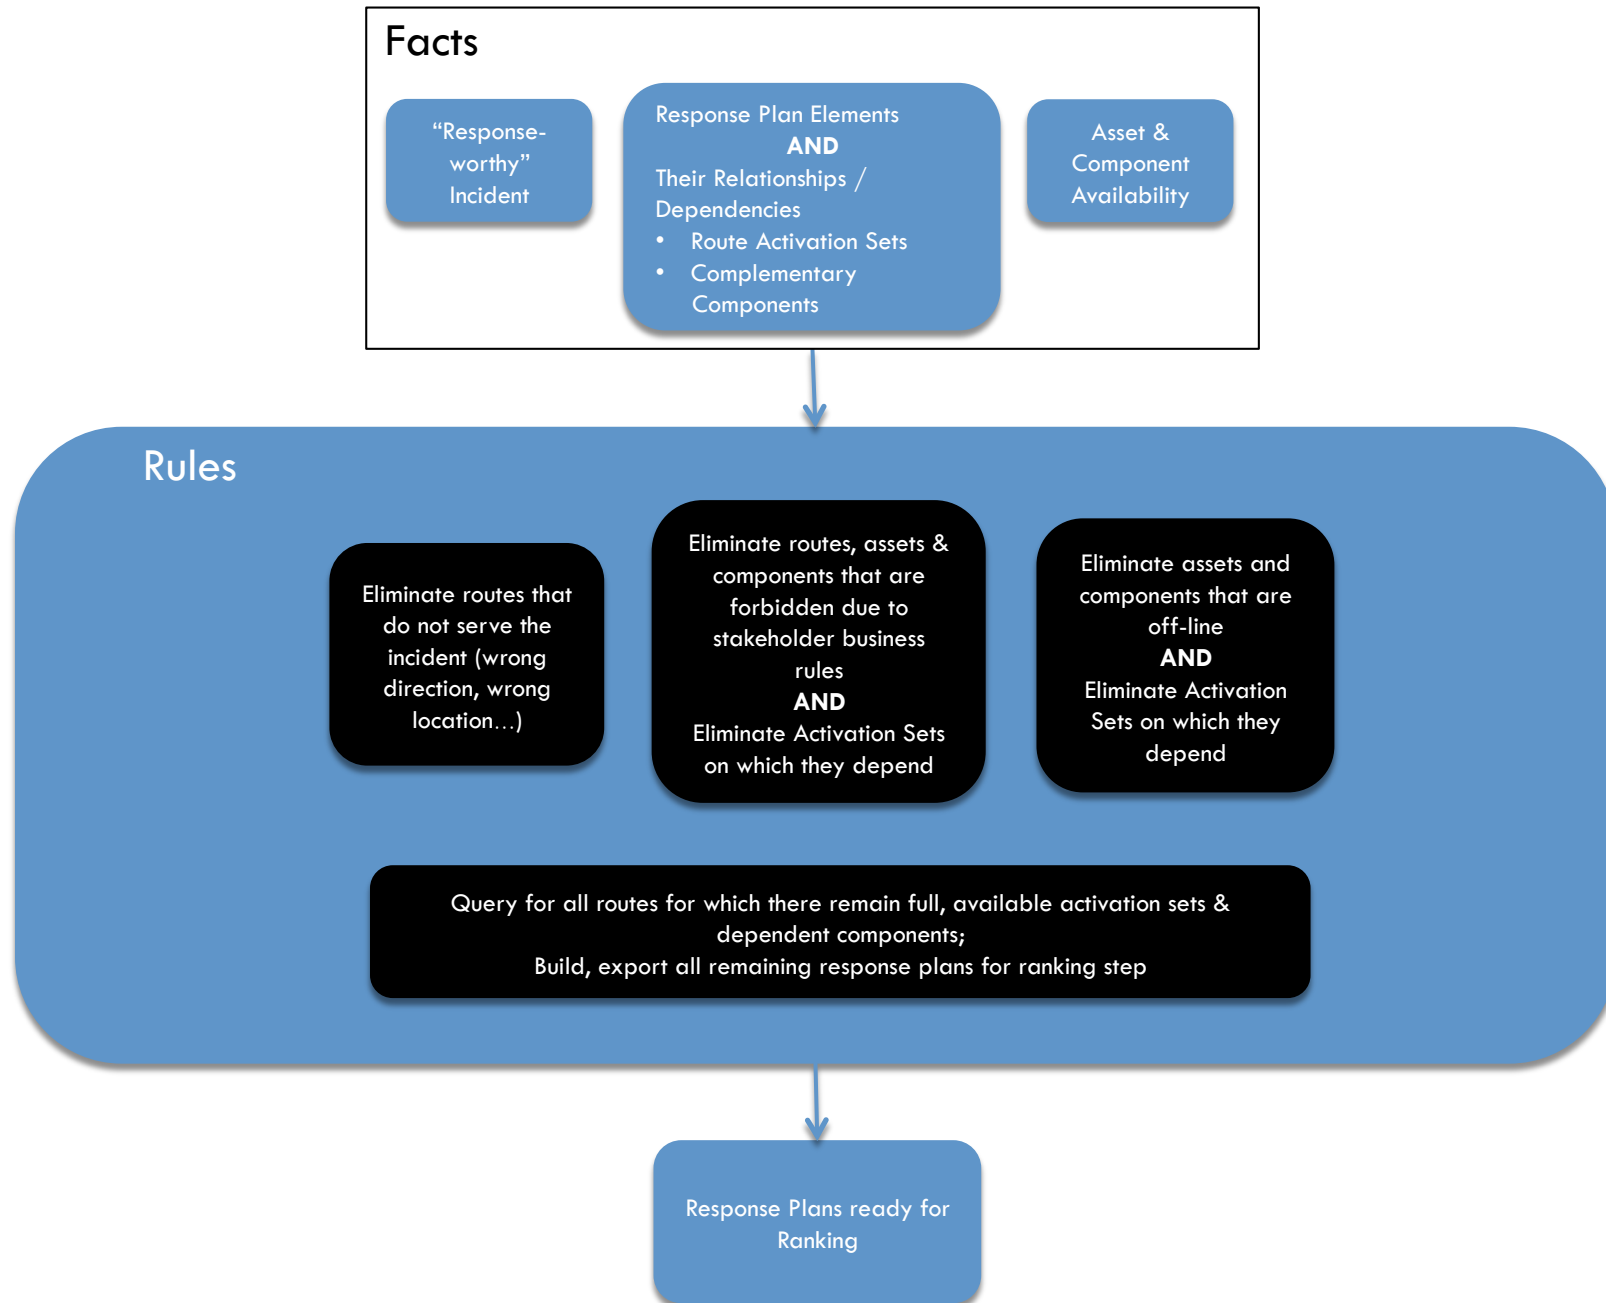 Facts
“Response-
worthy”
Incident
Response Plan Elements
AND
Their Relationships /
Dependencies
• Route Activation Sets
• Complementary
Components
Asset &
Component
Availability
Rules
Eliminate routes that
do not serve the
incident (wrong
direction, wrong
location…)
Eliminate routes, assets &
components that are
forbidden due to
stakeholder business
rules
AND
Eliminate Activation Sets
on which they depend
Eliminate assets and
components that are
off-line
AND
Eliminate Activation
Sets on which they
depend
Query for all routes for which there remain full, available activation sets &
dependent components;
Build, export all remaining response plans for ranking step
Response Plans ready for
Ranking